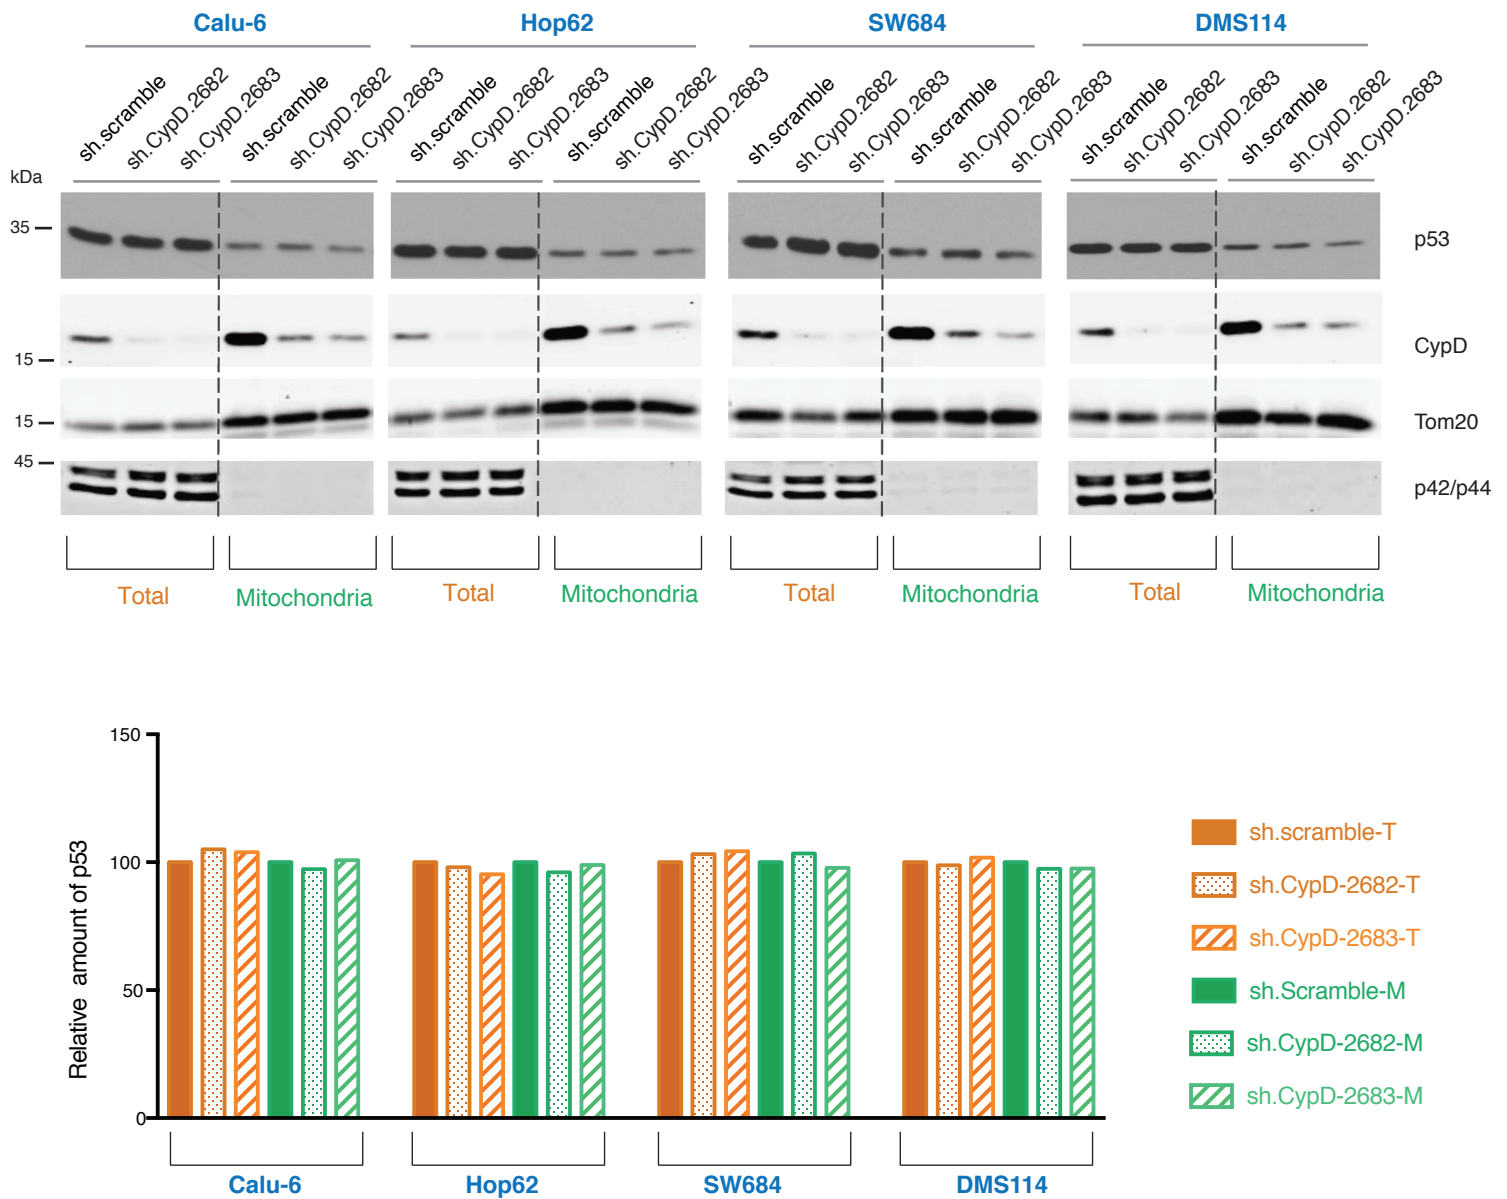 Calu-6 Hop62 SW684 DMS114
sh.scramble sh.CypD.2682 sh.CypD.2683 sh.scramble sh.CypD.2682 sh.CypD.2683 sh.scramble sh.CypD.2682 sh.CypD.2683 sh.scramble sh.CypD.2682 sh.CypD.2683 sh.scramble sh.CypD.2682 sh.CypD.2683 sh.scramble sh.CypD.2682 sh.CypD.2683 sh.scramble sh.CypD.2682 sh.CypD.2683 sh.scramble sh.CypD.2682 sh.CypD.2683
kDa
35 p53
15 CypD
15 Tom20
45 p42/p44
Total Mitochondria Total Mitochondria Total Mitochondria Total Mitochondria
150
100
50
0
Relative amount of p53
sh.scramble-T
sh.CypD-2682-T
sh.CypD-2683-T
sh.Scramble-M
sh.CypD-2682-M
sh.CypD-2683-M
Calu-6 Hop62 SW684 DMS114